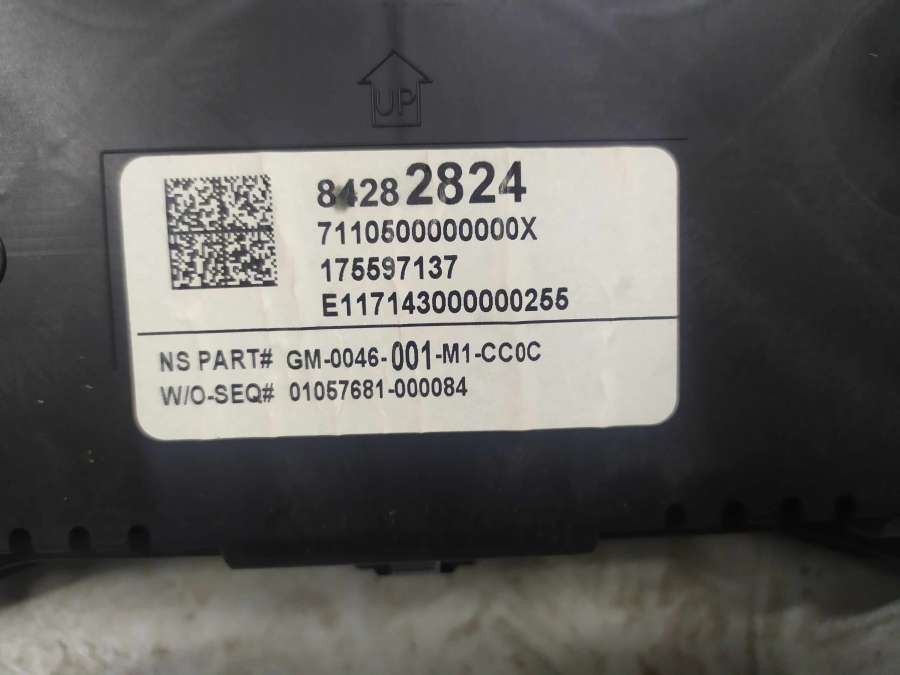 UP
84282824
7110500000000X
175597137
E117143000000255
NS PART# GM-0046-001-M1-CC0C
W/O-SEQ# 01057681-000084